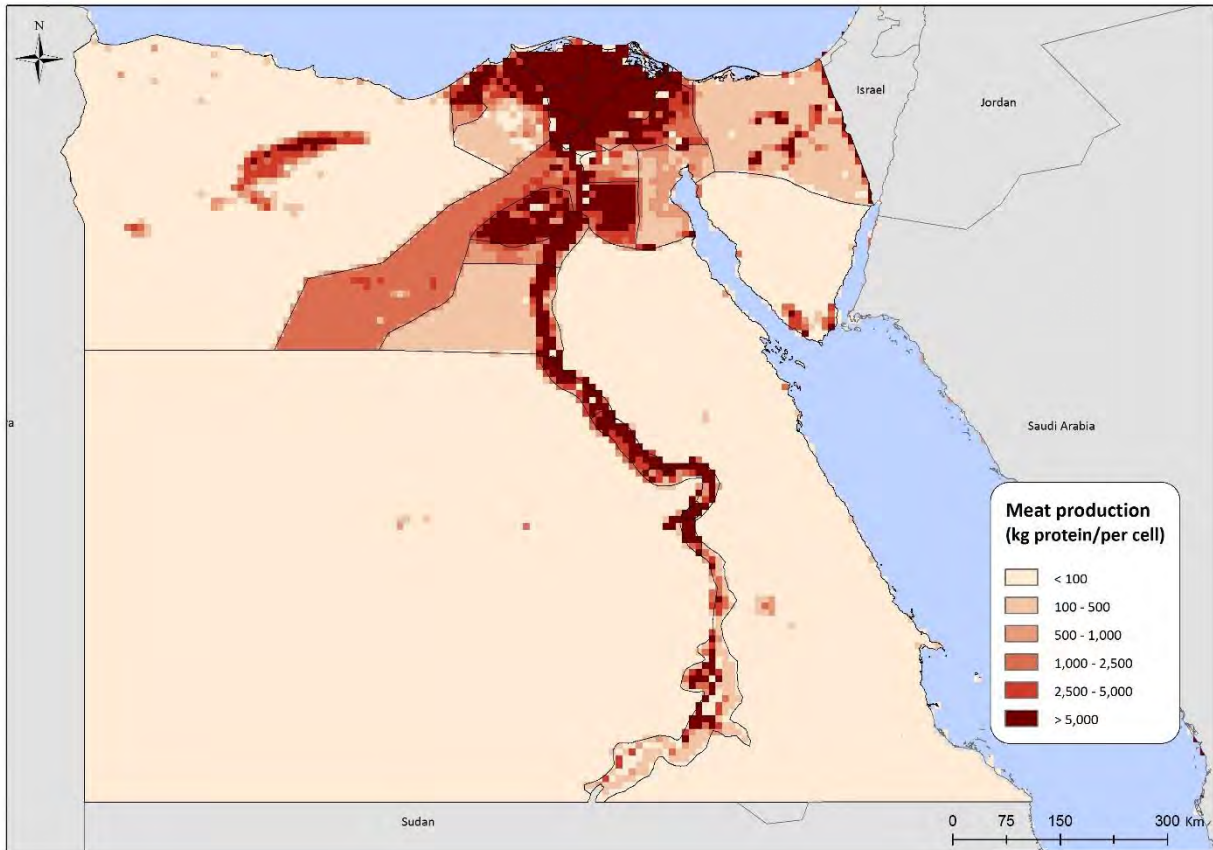 N
Israel
Jordan
a
Saudi Arabia
Meat production
(kg protein/per cell)
< 100
100 - 500
500 - 1,000
1,000 - 2,500
2,500 - 5,000
> 5,000
Sudan
0 75 150 300 Km